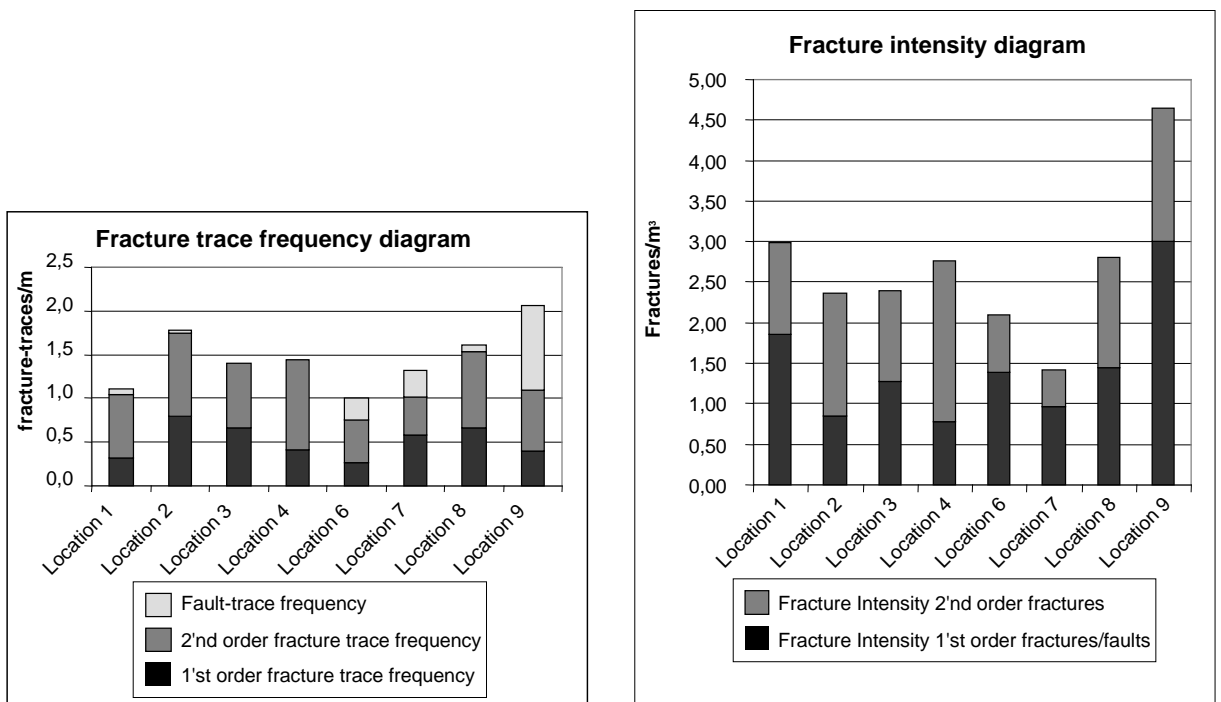 Fracture trace frequency diagram
fracture-traces/m
2,5
2,0
1,5
1,0
0,5
0,0
Location 1
Location 2
Location 3
Location 4
Location 6
Location 7
Location 8
Location 9
Fault-trace frequency
2'nd order fracture trace frequency
1'st order fracture trace frequency
Fracture intensity diagram
Fractures/m³
5,00
4,50
4,00
3,50
3,00
2,50
2,00
1,50
1,00
0,50
0,00
Location 1
Location 2
Location 3
Location 4
Location 6
Location 7
Location 8
Location 9
Fracture Intensity 2'nd order fractures
Fracture Intensity 1'st order fractures/faults